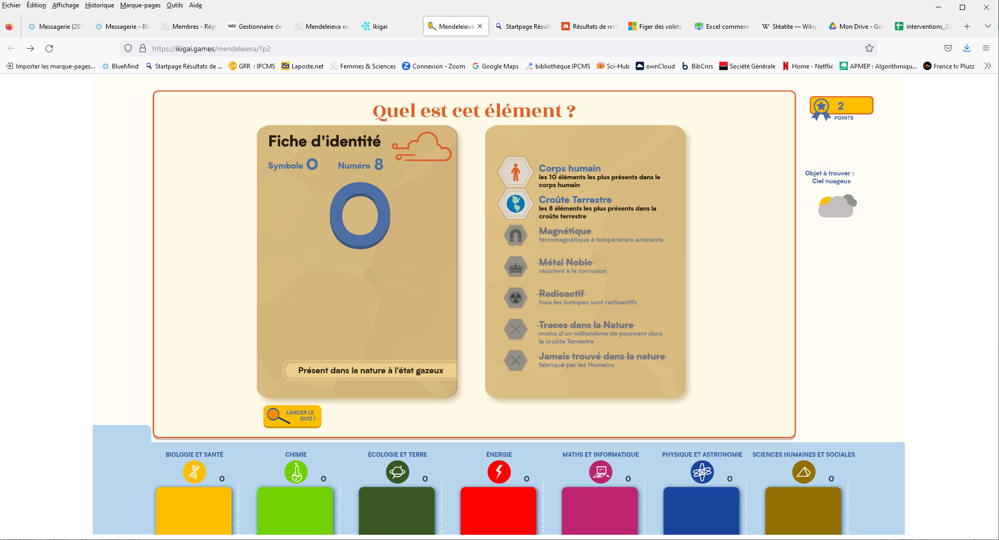 Fichier Édition Affichage Historique Marque-pages Outils Aide
Messagerie (281 Messagerie - Blu Membres - Régi WIX Gestionnaire de Mendeleieva en Ikigai Mendeleieva Startpage Résult Résultats de rech Figer des volets Excel comment W Stéatite — Wikip Mon Drive - Goo interventions_22
https://ikigai.games/mendeleieva/?p2
Importer les marque-pages... BlueMind Startpage Résultats de ... GRR : IPCMS Laposte.net Femmes & Sciences Connexion - Zoom Google Maps bibliothèque IPCMS Sci-Hub ownCloud BibCnrs Société Générale Home - Netflix APMEP : Algorithmiqu... France tv Pluzz
Quel est cet élément ?
2
POINTS
Fiche d'identité
Symbole O Numéro 8
O
Présent dans la nature à l'état gazeux
LANCER LE
QUIZ !
Corps humain
les 10 éléments les plus présents dans le
corps humain
Croûte Terrestre
les 8 éléments les plus présents dans la
croûte terrestre
Magnétique
ferromagnétique à température ambiante
Métal Noble
résistent à la corrosion
Radioactif
tous les isotopes sont radioactifs
Traces dans la Nature
moins d'un millionième de pourcent dans
la croûte Terrestre
Jamais trouvé dans la nature
fabriqué par les Humains
Objet à trouver :
Ciel nuageux
BIOLOGIE ET SANTÉ CHIMIE ÉCOLOGIE ET TERRE ÉNERGIE MATHS ET INFORMATIQUE PHYSIQUE ET ASTRONOMIE SCIENCES HUMAINES ET SOCIALES
0 0 0 0 0 0 0